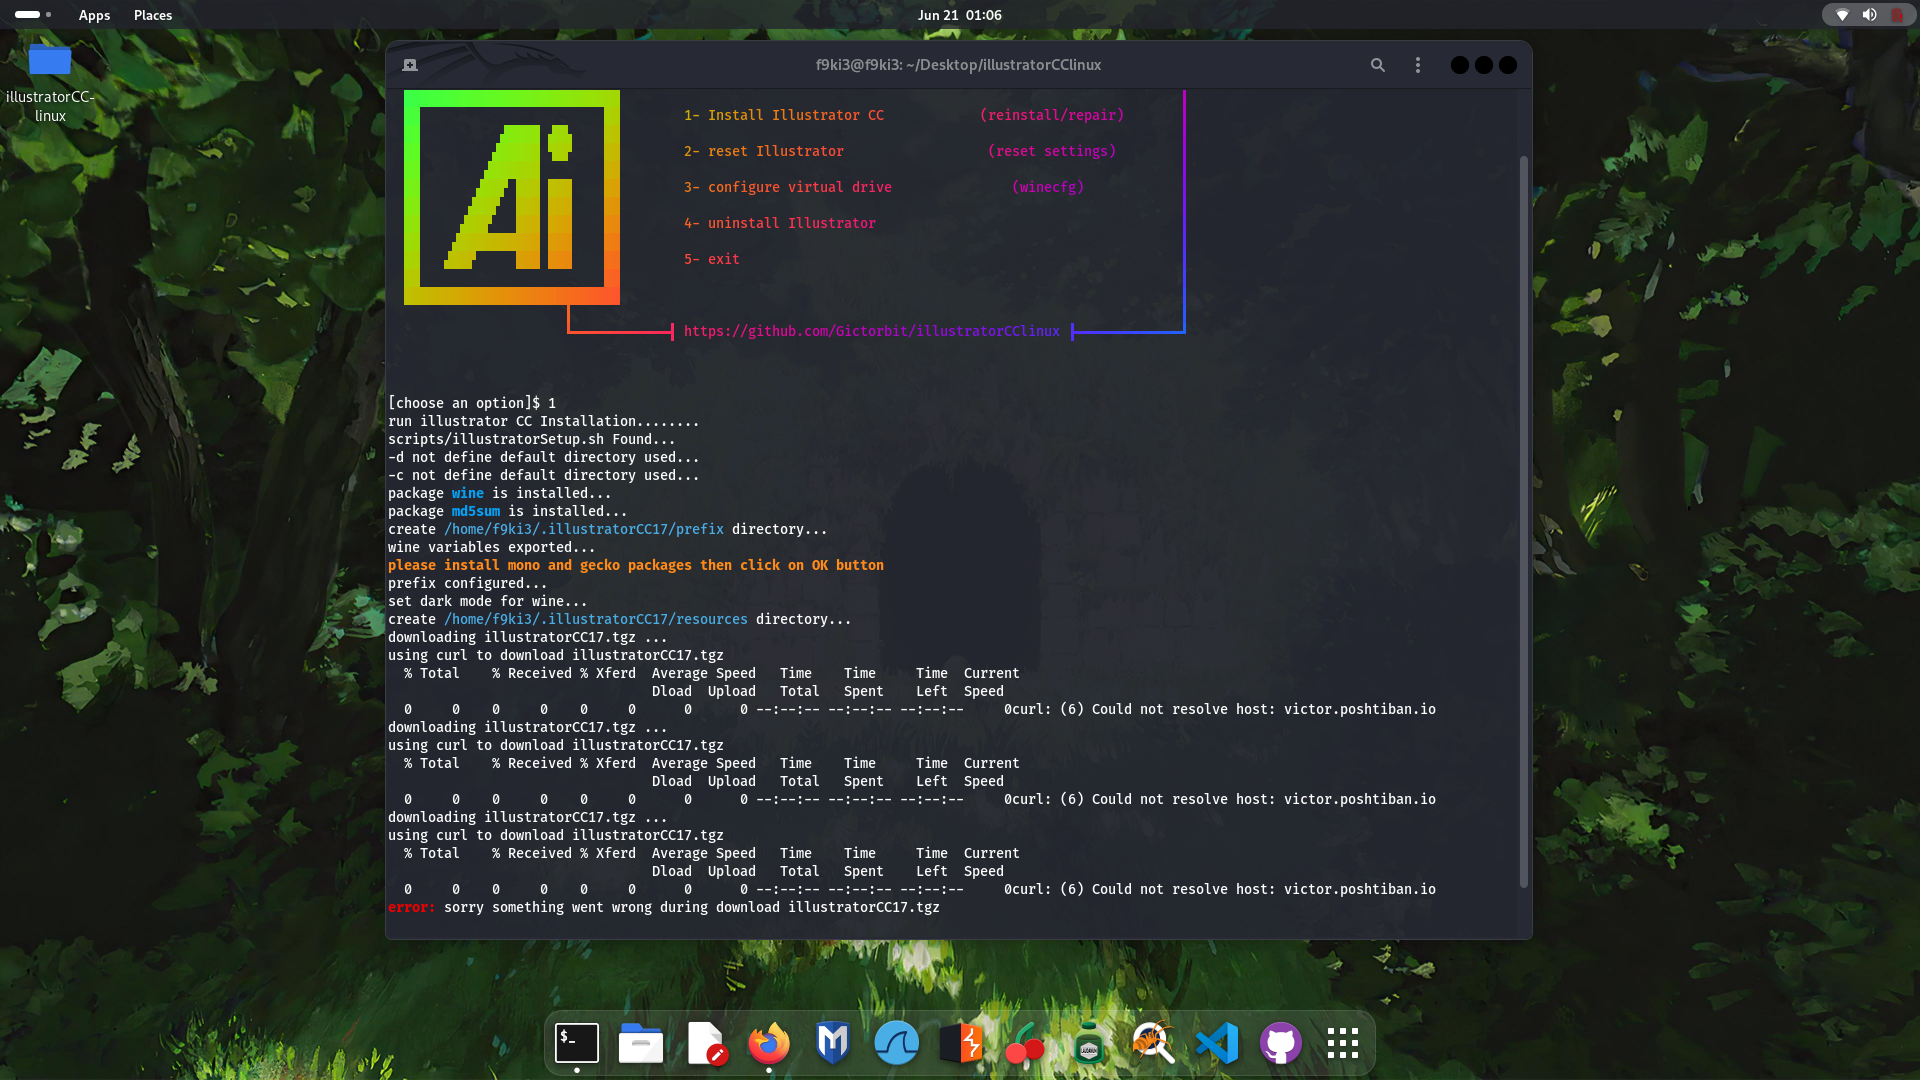 Apps Places Jun 21 01:06
illustratorCC-
linux
f9ki3@f9ki3: ~/Desktop/illustratorCClinux
Ai
1- Install Illustrator CC (reinstall/repair)
2- reset Illustrator (reset settings)
3- configure virtual drive (winecfg)
4- uninstall Illustrator
5- exit
https://github.com/Gictorbit/illustratorCClinux
[choose an option]$ 1
run illustrator CC Installation........
scripts/illustratorSetup.sh Found...
-d not define default directory used...
-c not define default directory used...
package wine is installed...
package md5sum is installed...
create /home/f9ki3/.illustratorCC17/prefix directory...
wine variables exported...
please install mono and gecko packages then click on OK button
prefix configured...
set dark mode for wine...
create /home/f9ki3/.illustratorCC17/resources directory...
downloading illustratorCC17.tgz ...
using curl to download illustratorCC17.tgz
% Total % Received % Xferd Average Speed Time Time Time Current
Dload Upload Total Spent Left Speed
0 0 0 0 0 0 0 0 --:--:-- --:--:-- --:--:-- 0curl: (6) Could not resolve host: victor.poshtiban.io
downloading illustratorCC17.tgz ...
using curl to download illustratorCC17.tgz
% Total % Received % Xferd Average Speed Time Time Time Current
Dload Upload Total Spent Left Speed
0 0 0 0 0 0 0 0 --:--:-- --:--:-- --:--:-- 0curl: (6) Could not resolve host: victor.poshtiban.io
downloading illustratorCC17.tgz ...
using curl to download illustratorCC17.tgz
% Total % Received % Xferd Average Speed Time Time Time Current
Dload Upload Total Spent Left Speed
0 0 0 0 0 0 0 0 --:--:-- --:--:-- --:--:-- 0curl: (6) Could not resolve host: victor.poshtiban.io
error: sorry something went wrong during download illustratorCC17.tgz
$_
M